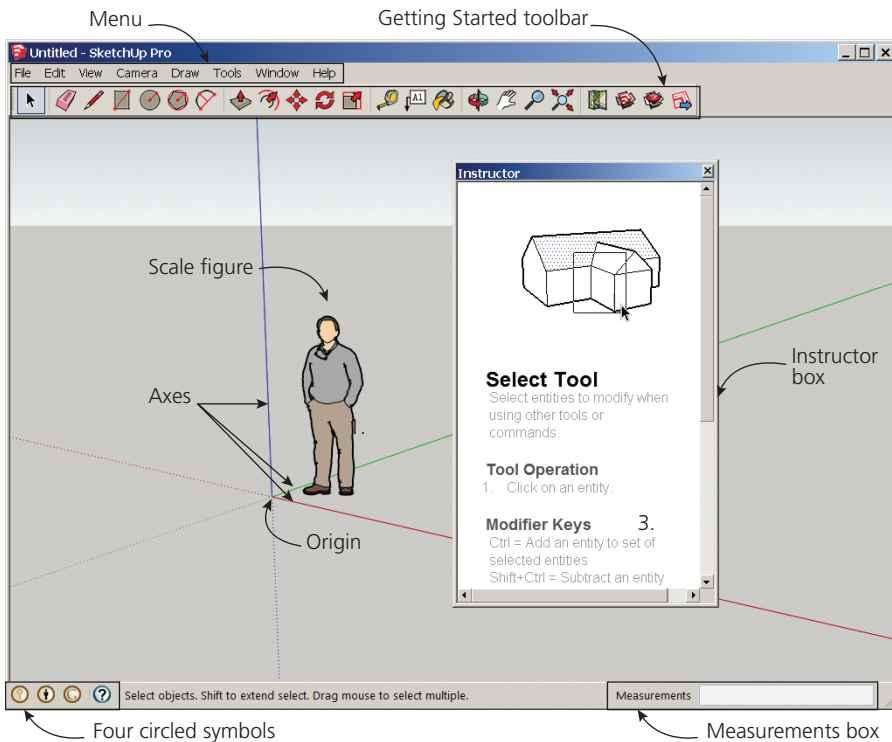 Menu
Getting Started toolbar
Untitled - SketchUp Pro
File Edit View Camera Draw Tools Window Help
A1
Instructor
Scale figure
Instructor
box
Select Tool
Select entities to modify when
using other tools or
commands.
Axes
1.
Tool Operation
1. Click on an entity.
Modifier Keys
3.
Ctrl = Add an entity to set of
selected entities
Shift+Ctrl = Subtract an entity
Origin
Select objects. Shift to extend select. Drag mouse to select multiple.
Measurements
Four circled symbols
Measurements box